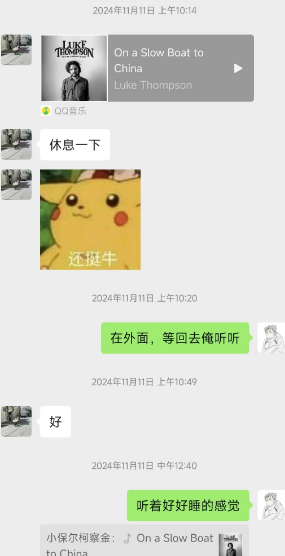 2024年11月11日 上午10:14
LUKE
THOMPSON
On a Slow Boat to
China
Luke Thompson
QQ音乐
休息一下
还挺牛
2024年11月11日 上午10:20
在外面，等回去俺听听
2024年11月11日 上午10:49
好
2024年11月11日 中午12:40
听着好好睡的感觉
小保尔柯察金：On a Slow Boat
to China